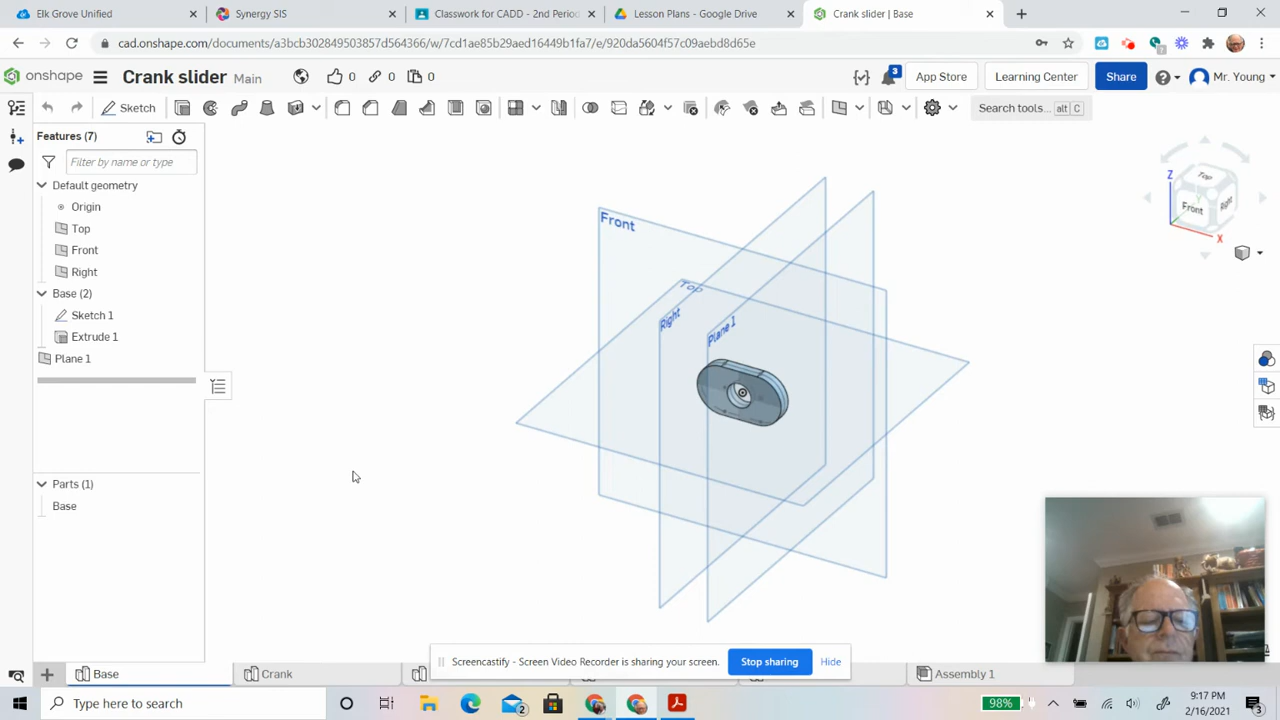 Elk Grove Unified
Synergy SIS
Classwork for CADD - 2nd Period
Lesson Plans - Google Drive
Crank slider | Base
cad.onshape.com/documents/a3bcb302849503857d564366/w/7cd1ae85b29aed16449b1fa7/e/920da5604f57c09aebd8d65e
onshape
Crank slider Main
0
0
0
3
App Store
Learning Center
Share
Mr. Young
Sketch
Search tools... alt C
Features (7)
Filter by name or type
Default geometry
Origin
Top
Front
Right
Base (2)
Sketch 1
Extrude 1
Plane 1
Parts (1)
Base
Front
Top
Right
Plane 1
Z
Top
Front
Right
Y
X
Screencastify - Screen Video Recorder is sharing your screen.
Stop sharing
Hide
Base
Crank
Assembly 1
Type here to search
2
98%
9:17 PM
2/16/2021
3